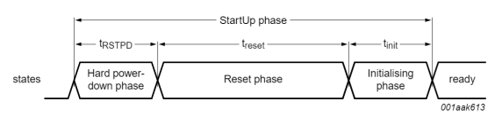 StartUp phase
tRSTPD treset tinit
states Hard power-down phase Reset phase Initialising phase ready
001aak613